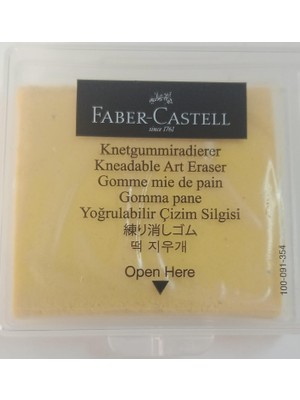 FABER-CASTELL
since 1761
Knetgummiradierer
Kneadable Art Eraser
Gomme mie de pain
Gomma pane
Yoğrulabilir Çizim Silgisi
練り消しゴム
떡 지우개
Open Here
100-091-354